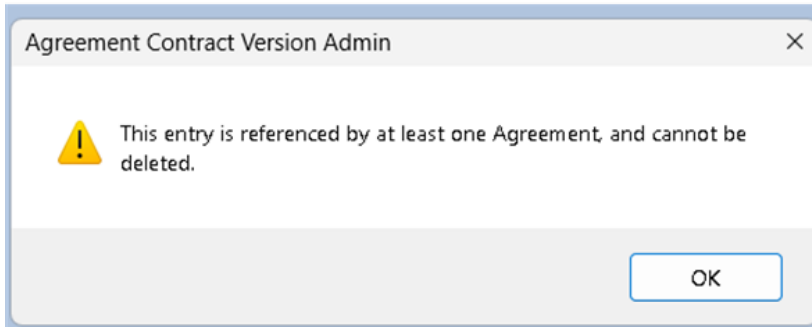 Agreement Contract Version Admin
This entry is referenced by at least one Agreement, and cannot be
deleted.
OK